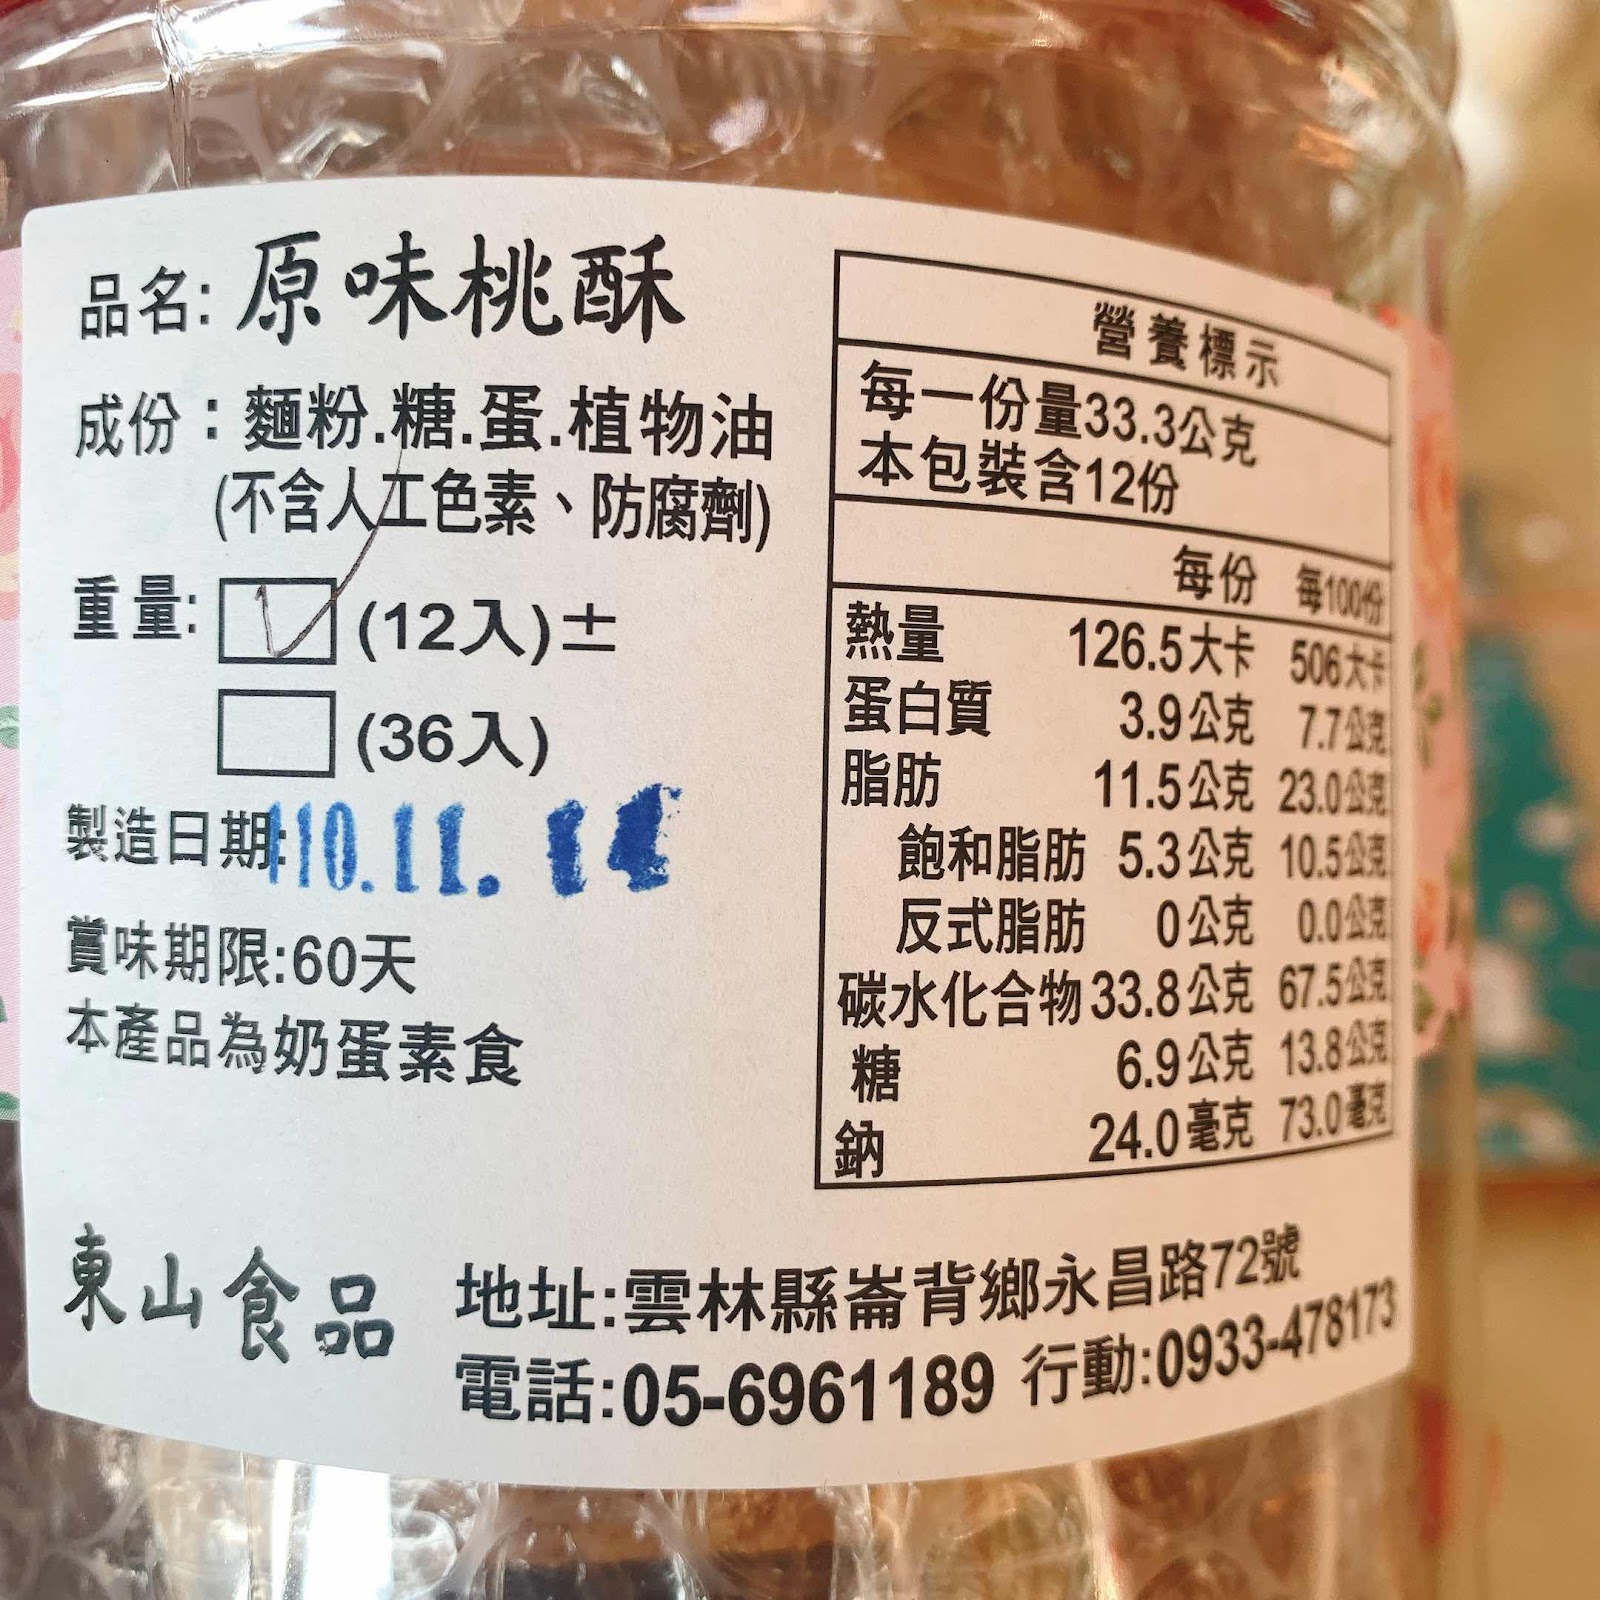 品名:原味桃酥
成份:麵粉.糖.蛋.植物油
(不含人工色素、防腐劑)
重量: (12入)±
(36入)
製造日期:110.11.14
賞味期限:60天
本產品為奶蛋素食
營養標示
每一份量33.3公克
本包裝含12份
每份 每100份
熱量 126.5大卡 506大卡
蛋白質 3.9公克 7.7公克
脂肪 11.5公克 23.0公克
飽和脂肪 5.3公克 10.5公克
反式脂肪 0公克 0.0公克
碳水化合物 33.8公克 67.5公克
糖 6.9公克 13.8公克
鈉 24.0毫克 73.0毫克
東山食品
地址:雲林縣崙背鄉永昌路72號
電話:05-6961189 行動:0933-478173